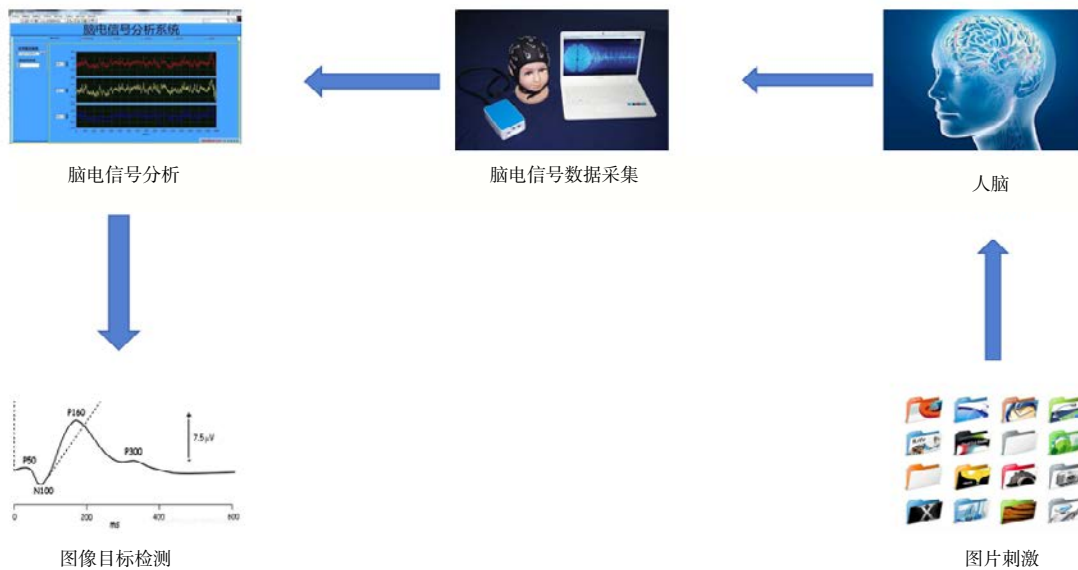 脑电信号分析系统
脑电信号分析
脑电信号数据采集
人脑
P160
7.5μV
P50
P300
N100
0
200
400
600
ms
图像目标检测
图片刺激